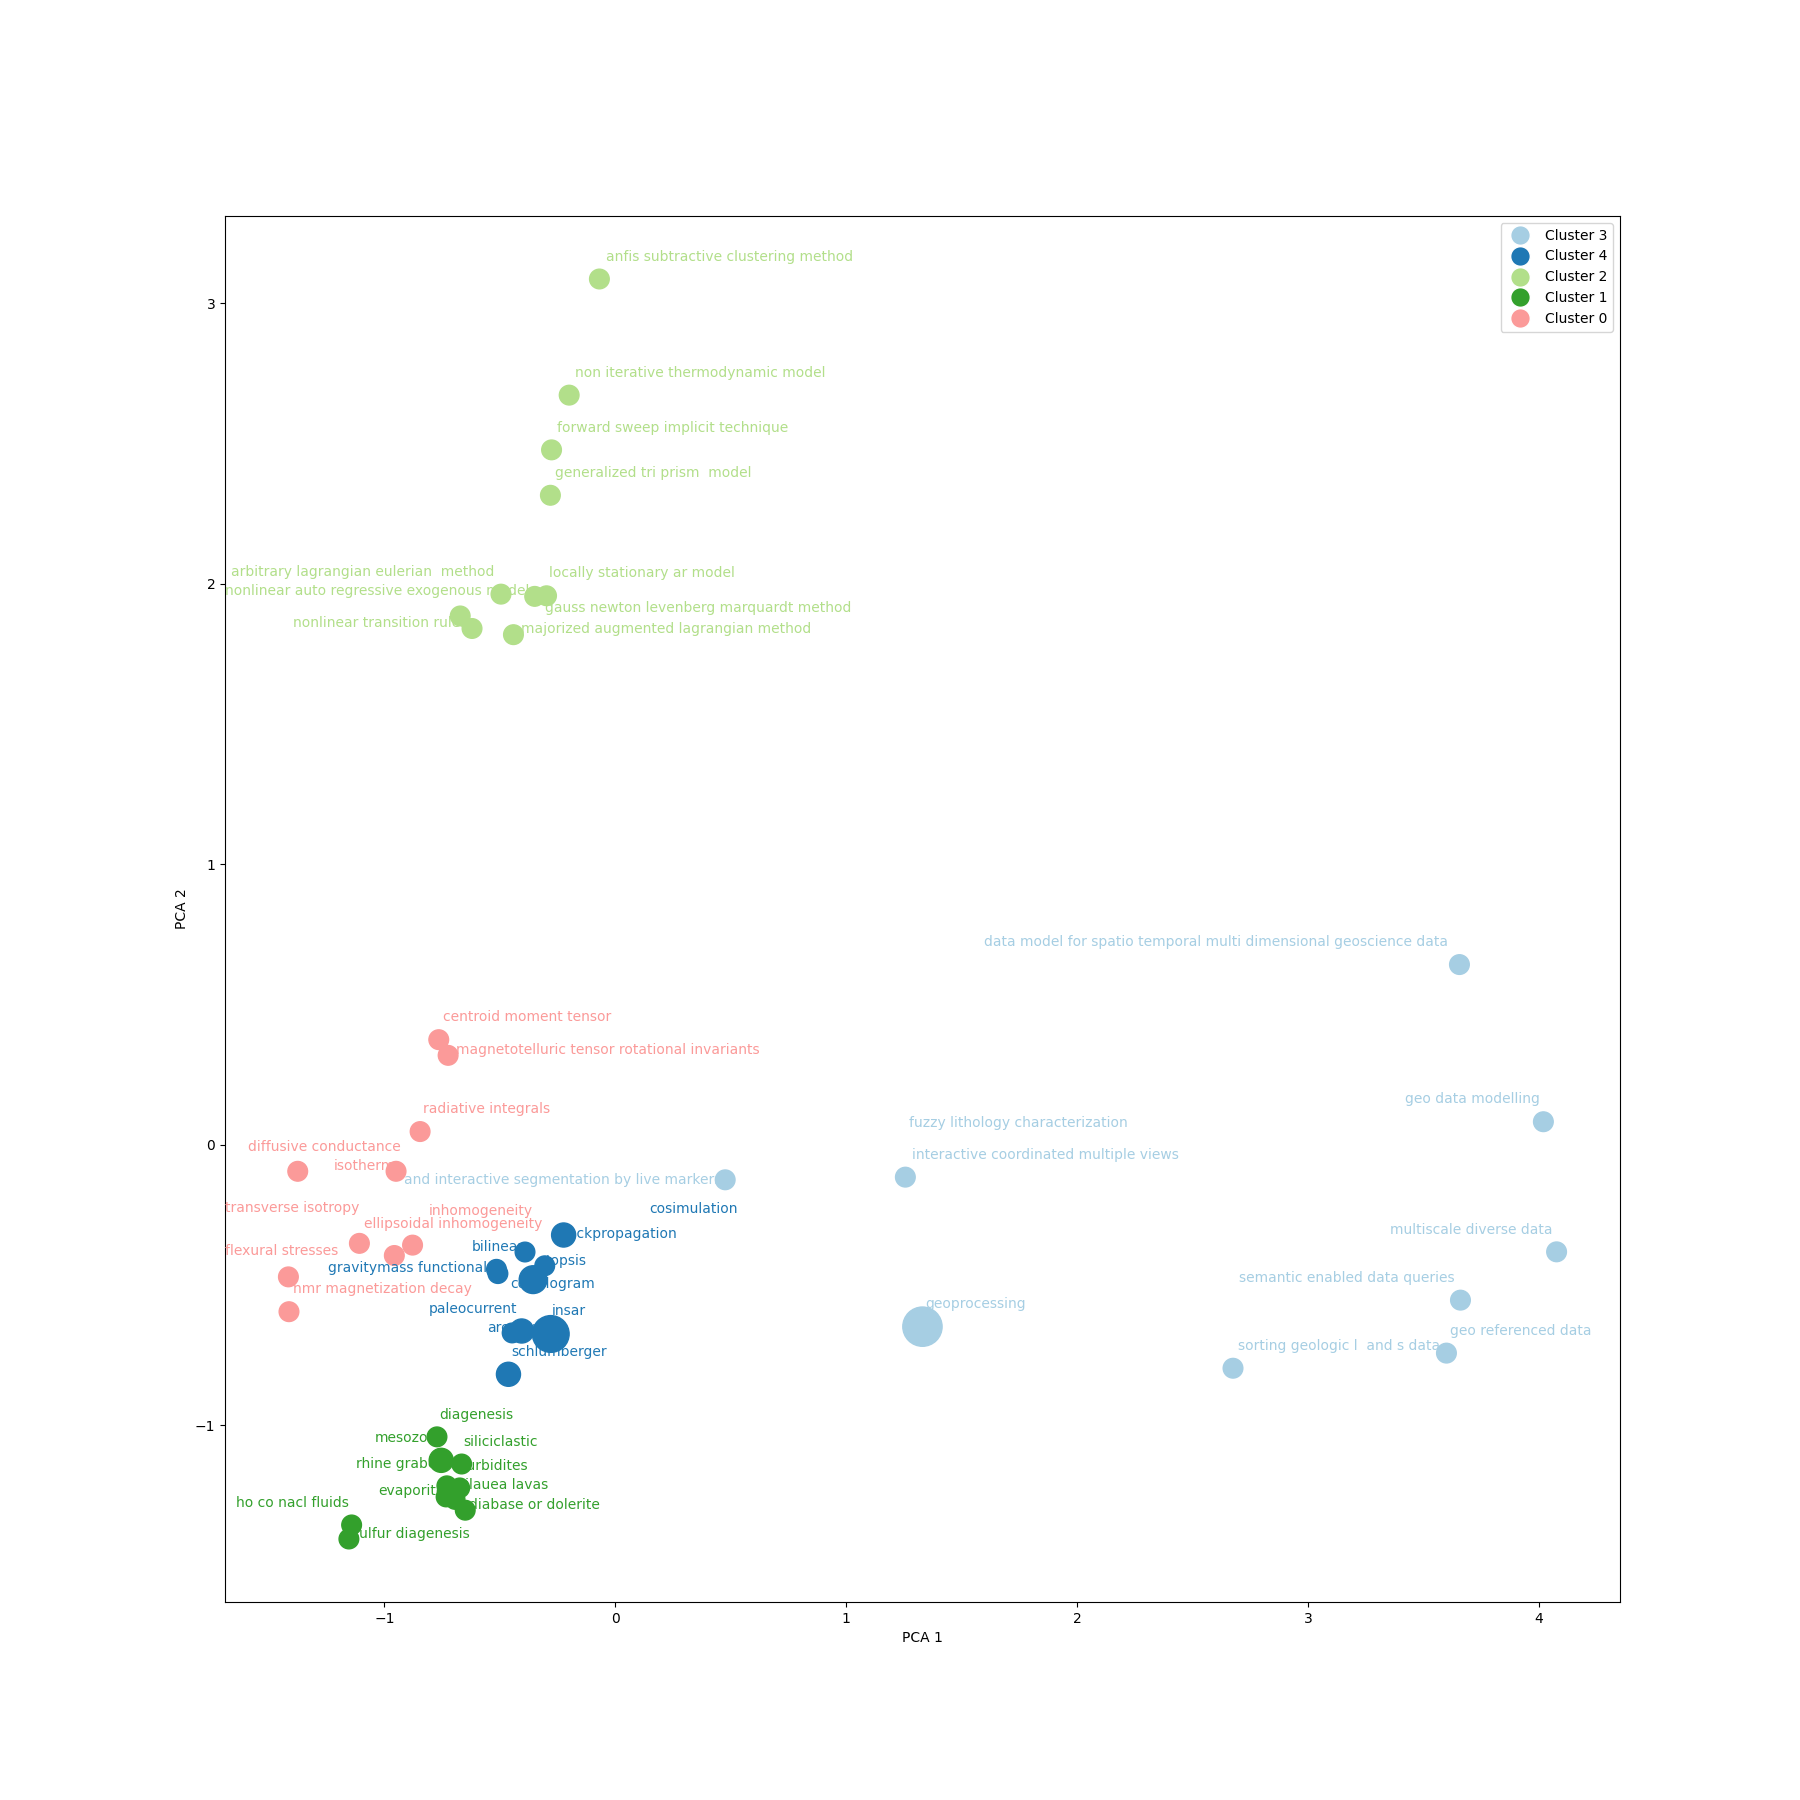 Cluster 3
Cluster 4
Cluster 2
Cluster 1
Cluster 0
anfis subtractive clustering method
3
non iterative thermodynamic model
forward sweep implicit technique
generalized tri prism  model
arbitrary lagrangian eulerian  method
locally stationary ar model
2
nonlinear auto regressive exogenous model
gauss newton levenberg marquardt method
nonlinear transition rule
majorized augmented lagrangian method
1
PCA 2
data model for spatio temporal multi dimensional geoscience data
centroid moment tensor
magnetotelluric tensor rotational invariants
geo data modelling
radiative integrals
fuzzy lithology characterization
0
diffusive conductance
interactive coordinated multiple views
isotherm
and interactive segmentation by live markers
transverse isotropy
inhomogeneity
cosimulation
ellipsoidal inhomogeneity
ckpropagation
multiscale diverse data
bilinea
flexural stresses
opsis
gravitymass functional
semantic enabled data queries
nmr magnetization decay
logram
geoprocessing
paleocurrent
insar
arc
geo referenced data
sorting geologic l  and s data
schlumberger
diagenesis
−1
mesozo
siliciclastic
rhine grab
urbidites
ilauea lavas
evaporit
ho co nacl fluids
diabase or dolerite
ulfur diagenesis
−1
0
1
2
3
4
PCA 1